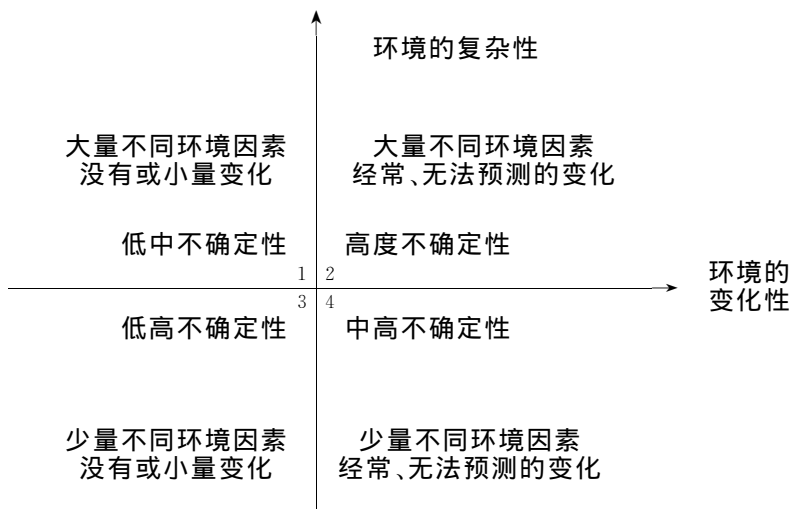 环境的复杂性
大量不同环境因素
没有或小量变化
大量不同环境因素
经常、无法预测的变化
低中不确定性
高度不确定性
1
2
环境的
变化性
3
4
低高不确定性
中高不确定性
少量不同环境因素
没有或小量变化
少量不同环境因素
经常、无法预测的变化